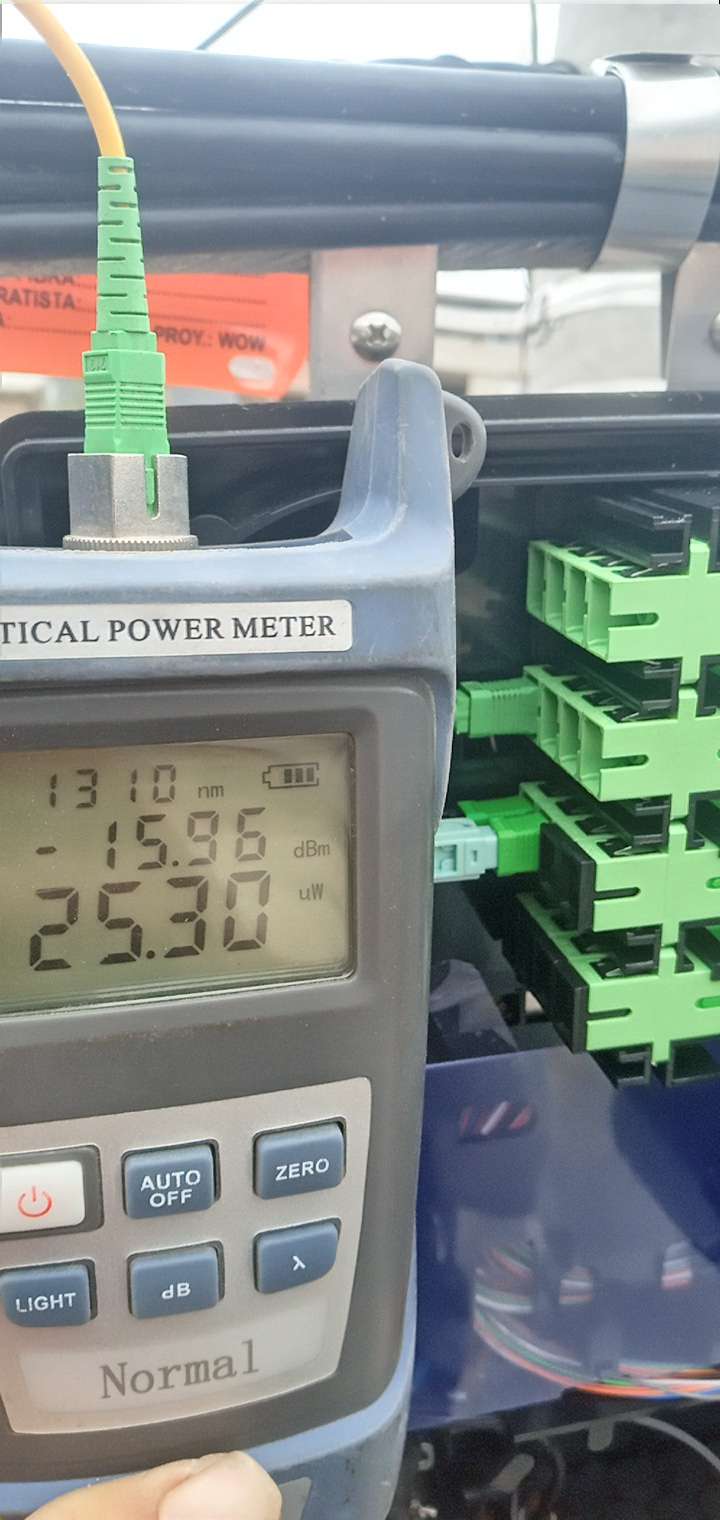 RATISTA:
PROY.: WOW
TICAL POWER METER
1310 nm
-15.96 dBm
25.30 uW
AUTO OFF
ZERO
LIGHT
dB
λ
Normal